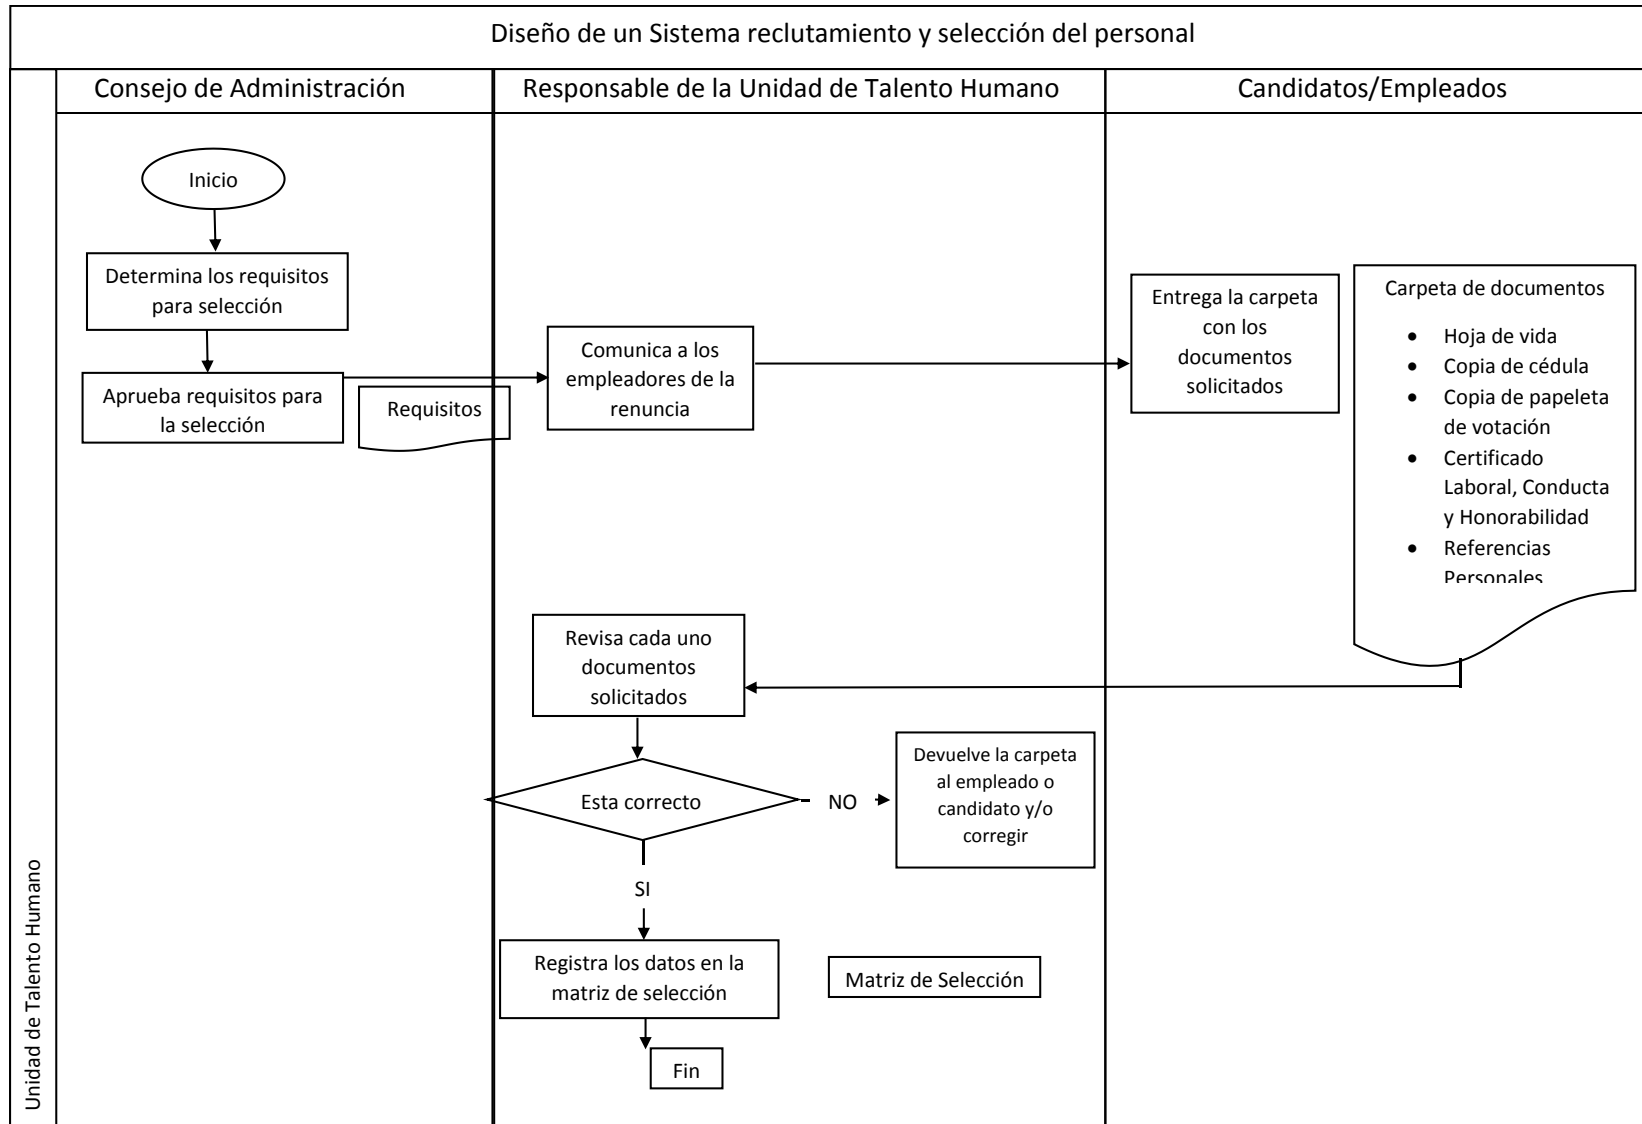 Diseño de un Sistema reclutamiento y selección del personal
Consejo de Administración
Responsable de la Unidad de Talento Humano
Candidatos/Empleados
Unidad de Talento Humano
Inicio
Determina los requisitos
para selección
Aprueba requisitos para
la selección
Requisitos
Comunica a los
empleadores de la
renuncia
Entrega la carpeta
con los
documentos
solicitados
Carpeta de documentos
• Hoja de vida
• Copia de cédula
• Copia de papeleta
de votación
• Certificado
Laboral, Conducta
y Honorabilidad
• Referencias
Personales
Revisa cada uno
documentos
solicitados
Esta correcto
NO
Devuelve la carpeta
al empleado o
candidato y/o
corregir
SI
Registra los datos en la
matriz de selección
Matriz de Selección
Fin